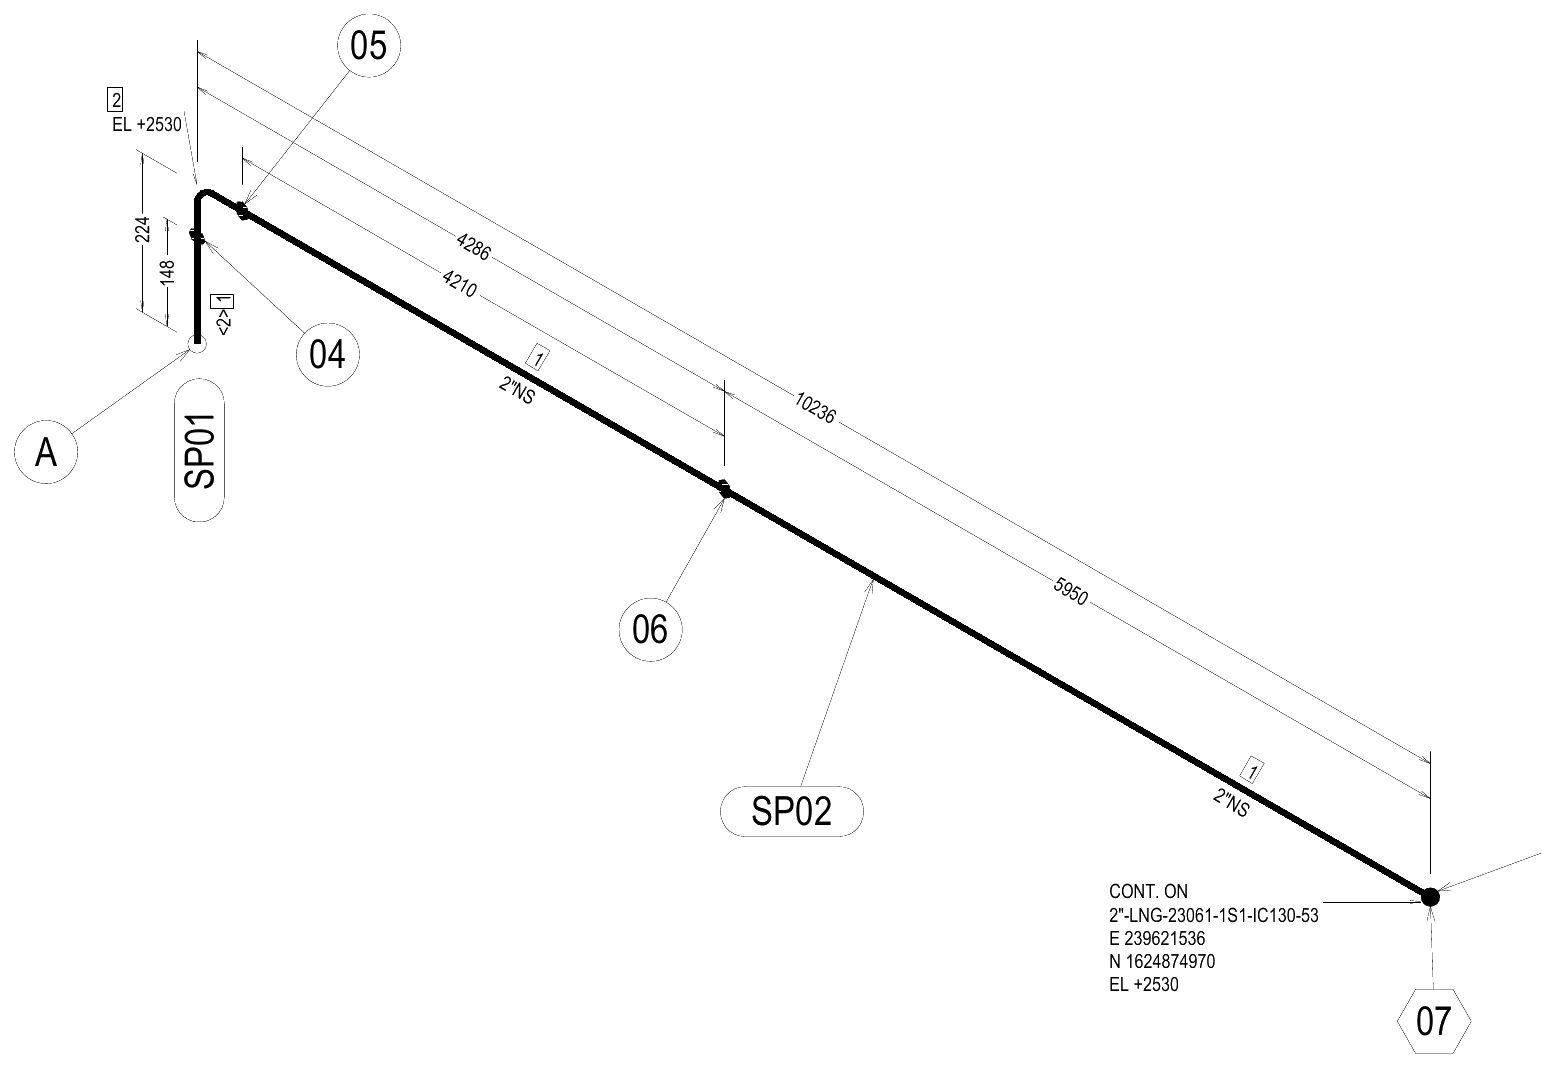 05
2
EL +2530
224
148
4286
4210
<2>1
04
1
2"NS
A
SP01
10236
5950
06
SP02
1
2"NS
CONT. ON
2"-LNG-23061-1S1-IC130-53
E 239621536
N 1624874970
EL +2530
07